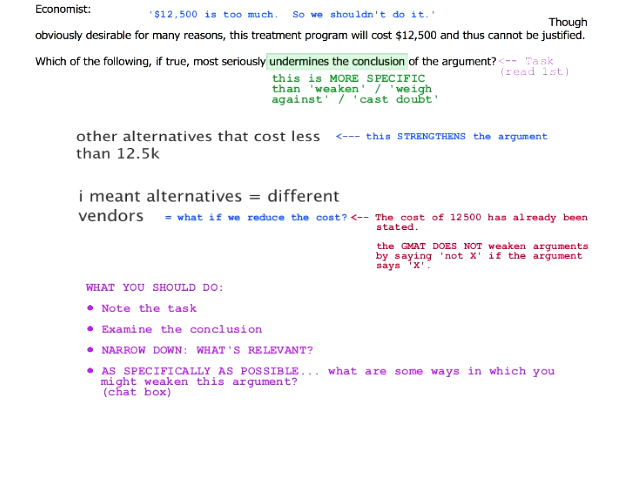 Economist:
'$12,500 is too much. So we shouldn't do it.'
Though
obviously desirable for many reasons, this treatment program will cost $12,500 and thus cannot be justified.
Which of the following, if true, most seriously undermines the conclusion of the argument? <-- Task
(read 1st)
this is MORE SPECIFIC
than 'weaken' / 'weigh
against' / 'cast doubt'
other alternatives that cost less <--- this STRENGTHENS the argument
than 12.5k
i meant alternatives = different
vendors = what if we reduce the cost? <-- The cost of 12500 has already been
stated.
the GMAT DOES NOT weaken arguments
by saying 'not X' if the argument
says 'X'.
WHAT YOU SHOULD DO:
• Note the task
• Examine the conclusion
• NARROW DOWN: WHAT'S RELEVANT?
• AS SPECIFICALLY AS POSSIBLE... what are some ways in which you
might weaken this argument?
(chat box)